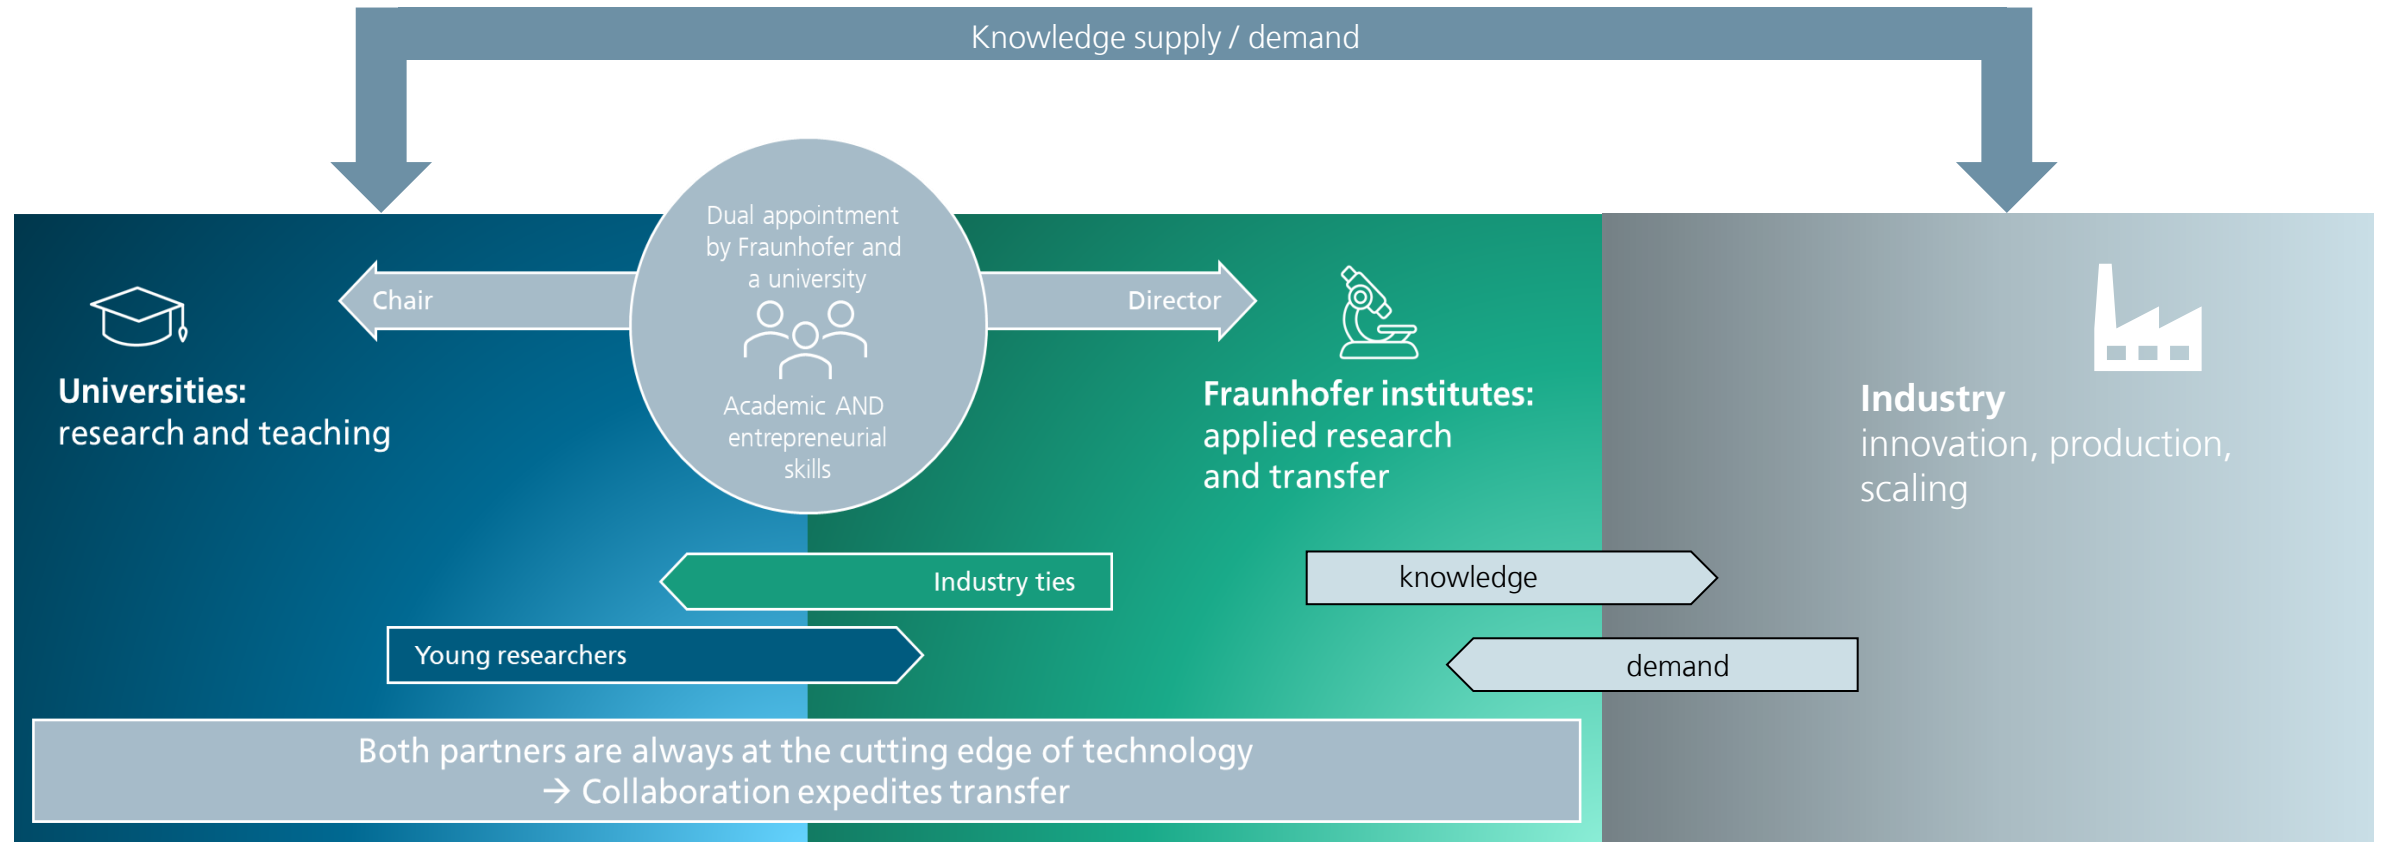 Knowledge supply / demand
Dual appointment
by Fraunhofer and
a university
Chair
Director
Academic AND
entrepreneurial
skills
Universities:
research and teaching
Fraunhofer institutes:
applied research
and transfer
Industry
innovation, production,
scaling
Industry ties
knowledge
Young researchers
demand
Both partners are always at the cutting edge of technology
→ Collaboration expedites transfer